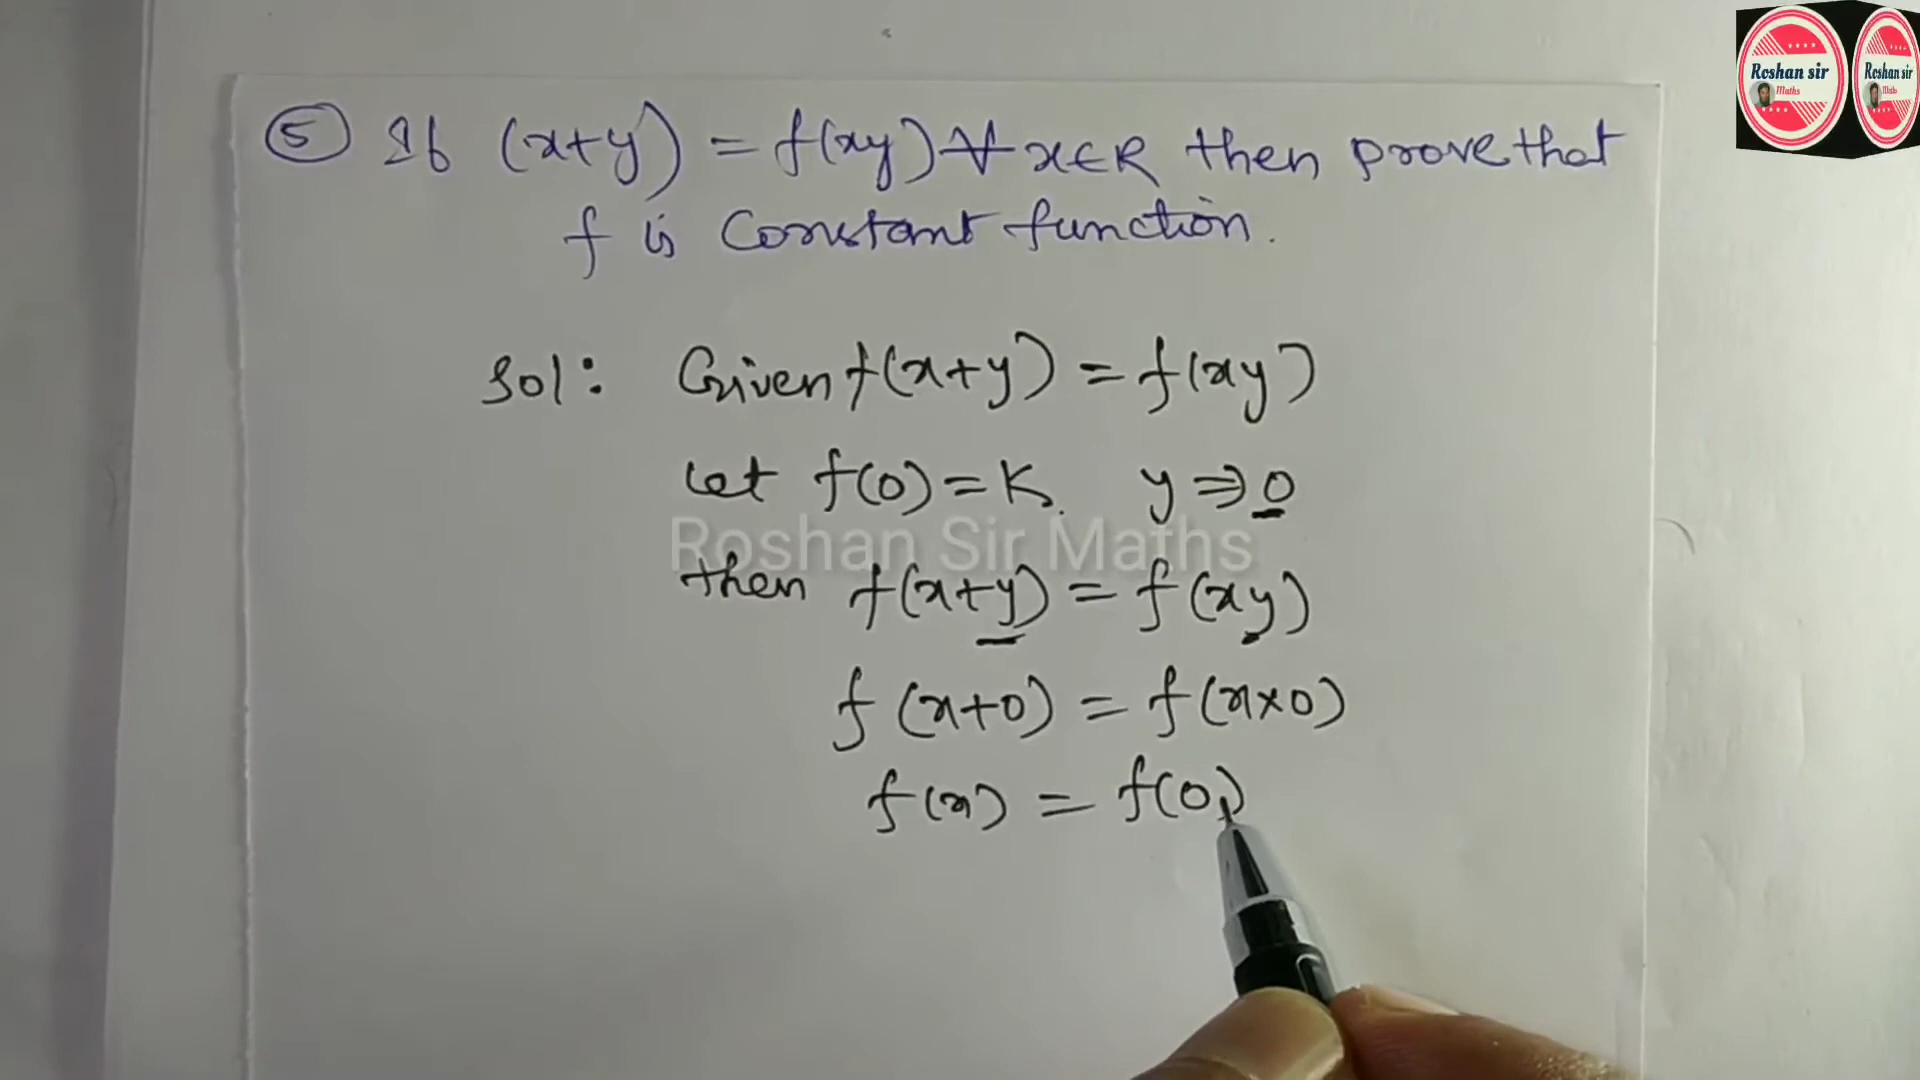 Roshan sir Maths
Roshan sir Maths
⑤ If (x+y) = f(xy) ∀ x∈R then prove that
f is Constant function.
Sol: Given f(x+y) = f(xy)
Let f(0) = K. y ⇒ 0
Roshan Sir Maths
then f(x+y) = f(xy)
f(x+0) = f(x×0)
f(x) = f(0)